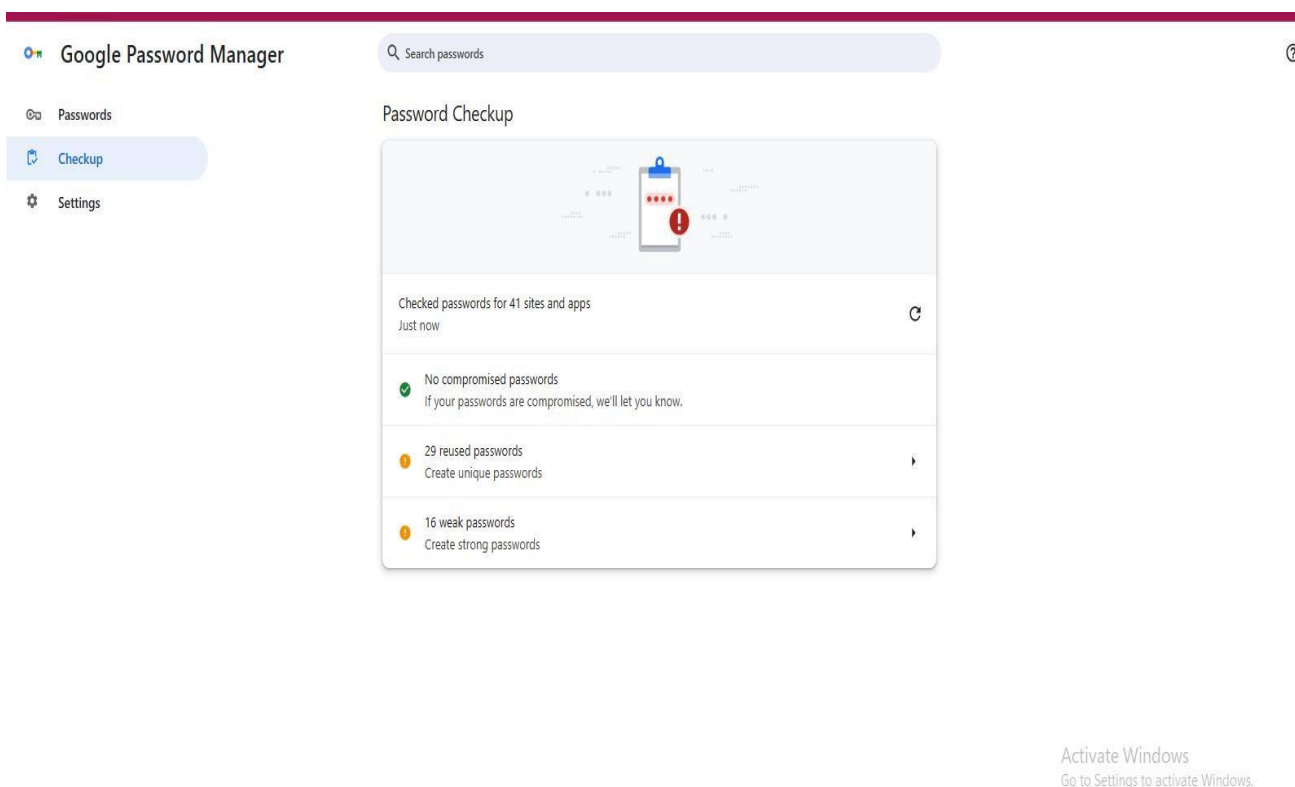 Google Password Manager
Search passwords
Passwords
Checkup
Settings
Password Checkup
Checked passwords for 41 sites and apps
Just now
No compromised passwords
If your passwords are compromised, we'll let you know.
29 reused passwords
Create unique passwords
16 weak passwords
Create strong passwords
Activate Windows
Go to Settings to activate Windows.